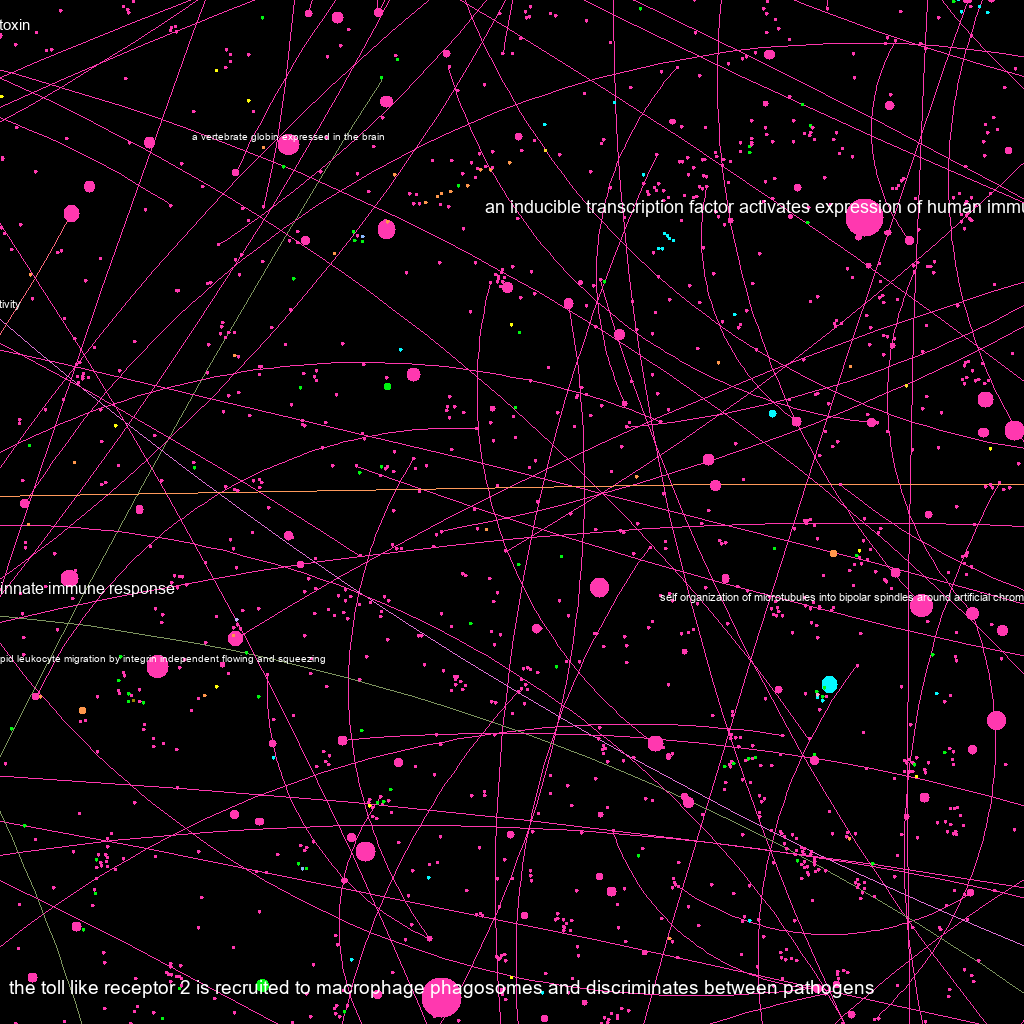 toxin
a vertebrate globin expressed in the brain
an inducible transcription factor activates expression of human immu
tivity
innate immune response
self organization of microtubules into bipolar spindles around artificial chrom
pid leukocyte migration by integrin independent flowing and squeezing
the toll like receptor 2 is recruited to macrophage phagosomes and discriminates between pathogens